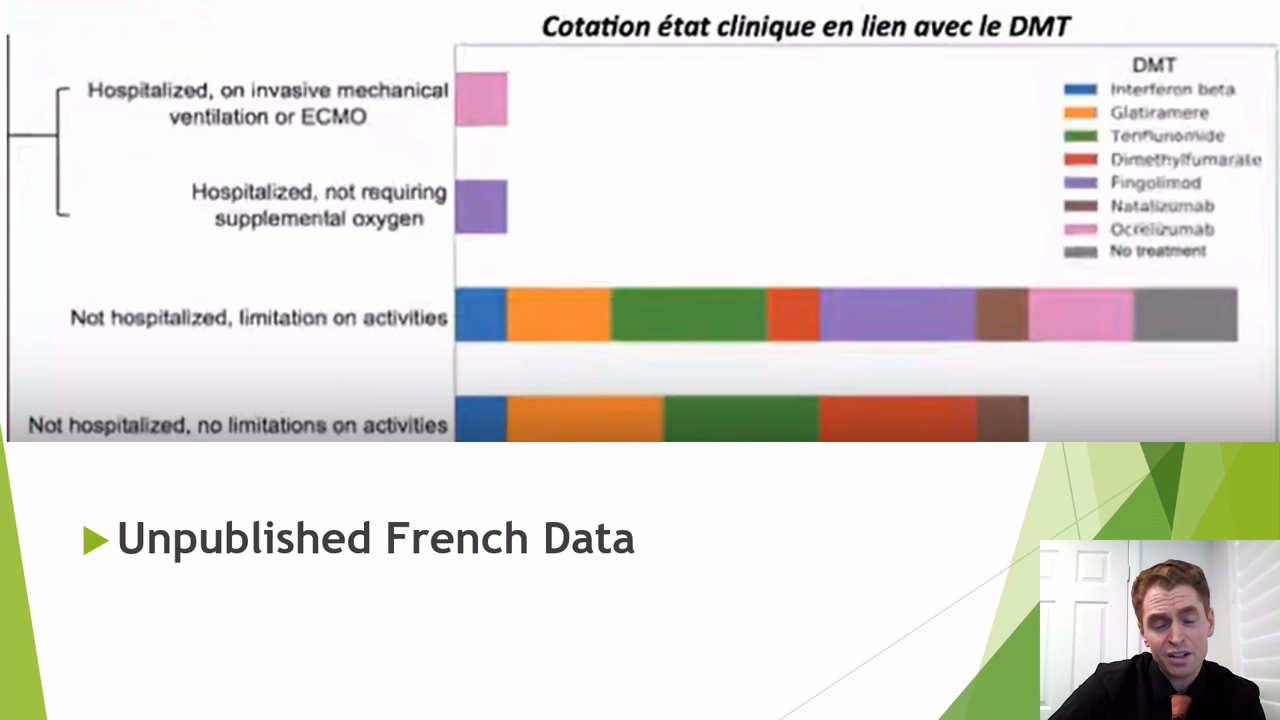 Cotation état clinique en lien avec le DMT
Hospitalized, on invasive mechanical
ventilation or ECMO
Hospitalized, not requiring
supplemental oxygen
Not hospitalized, limitation on activities
Not hospitalized, no limitations on activities
DMT
Interferon beta
Glatiramere
Teriflunomide
Dimethylfumarate
Fingolimod
Natalizumab
Ocrelizumab
No treatment
Unpublished French Data